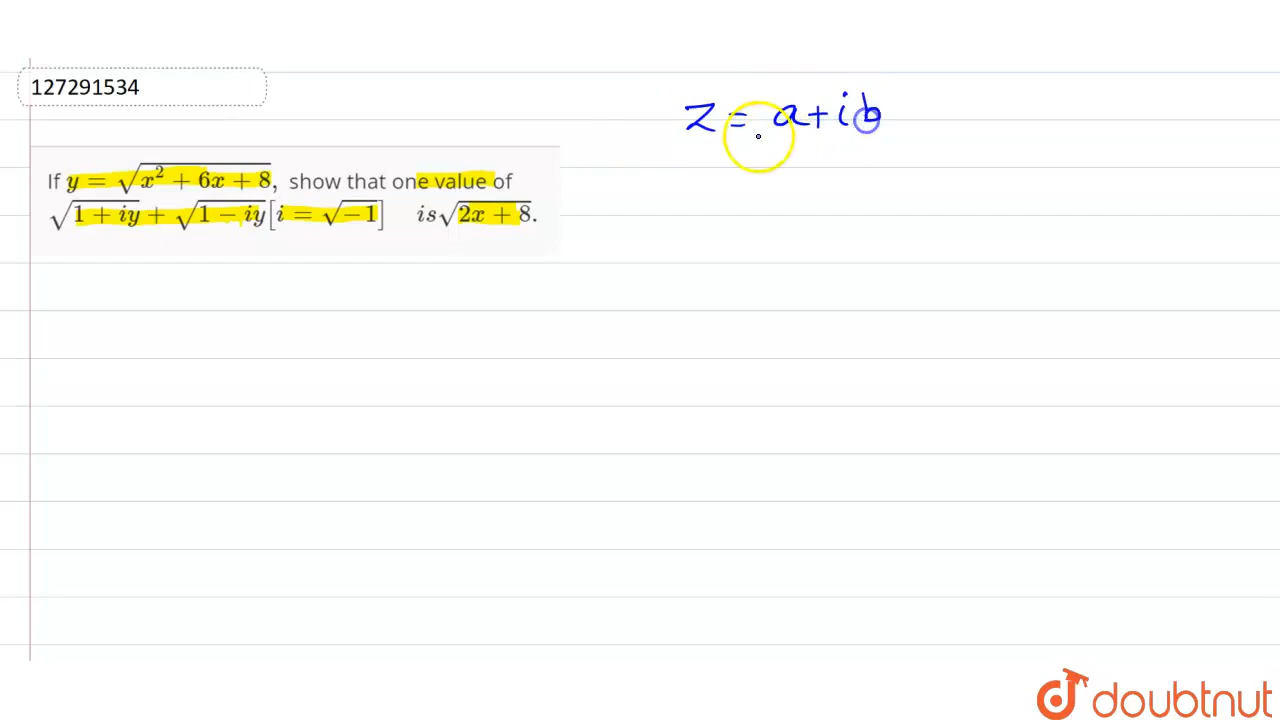 127291534
z = a + i b
If y = √(x² + 6x + 8), show that one value of
√(1 + iy) + √(1 − iy) [i = √−1] is √(2x + 8).
doubtnut